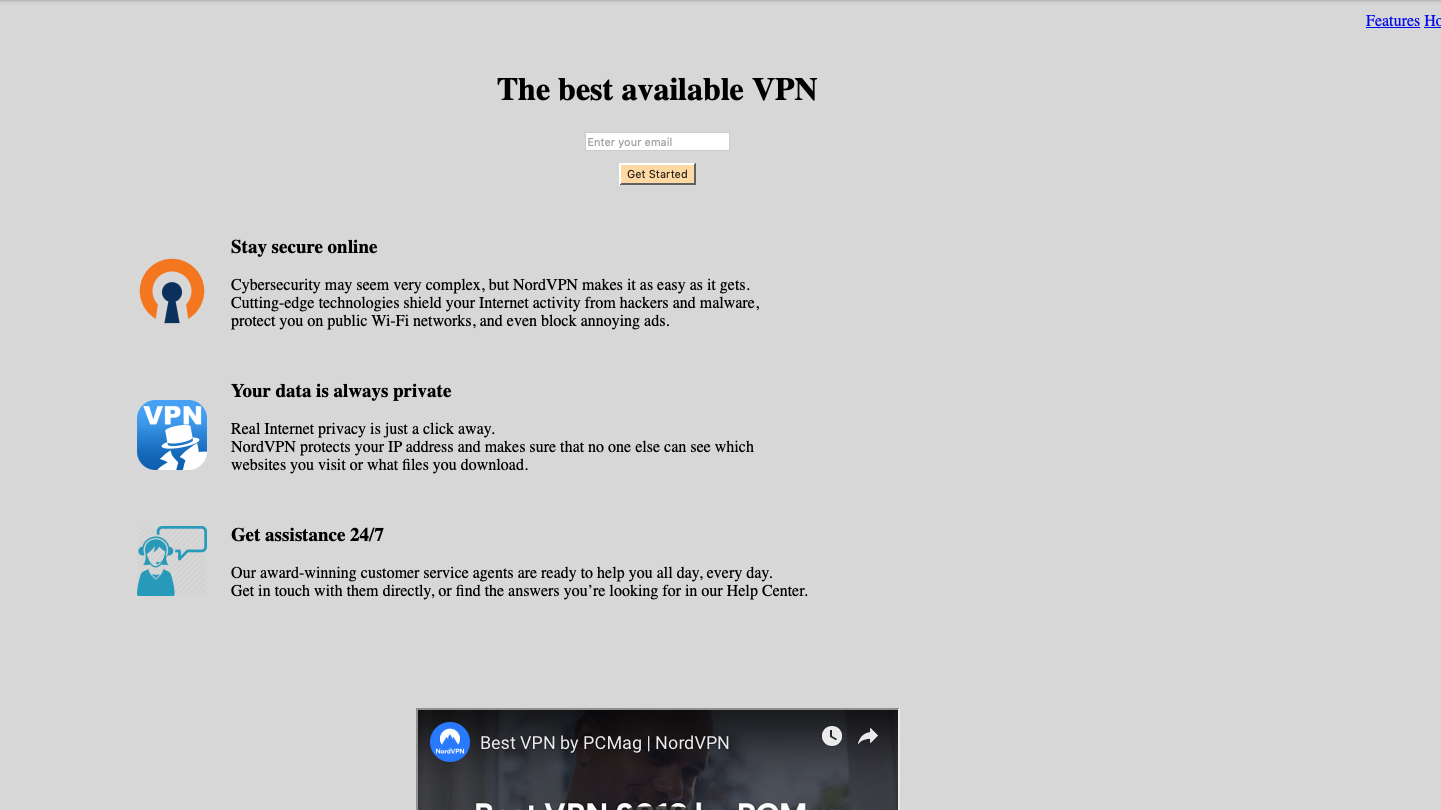 Features Ho
The best available VPN
Enter your email
Get Started
Stay secure online
Cybersecurity may seem very complex, but NordVPN makes it as easy as it gets.
Cutting-edge technologies shield your Internet activity from hackers and malware,
protect you on public Wi-Fi networks, and even block annoying ads.
VPN
Your data is always private
Real Internet privacy is just a click away.
NordVPN protects your IP address and makes sure that no one else can see which
websites you visit or what files you download.
Get assistance 24/7
Our award-winning customer service agents are ready to help you all day, every day.
Get in touch with them directly, or find the answers you’re looking for in our Help Center.
NordVPN
Best VPN by PCMag | NordVPN
Best VPN